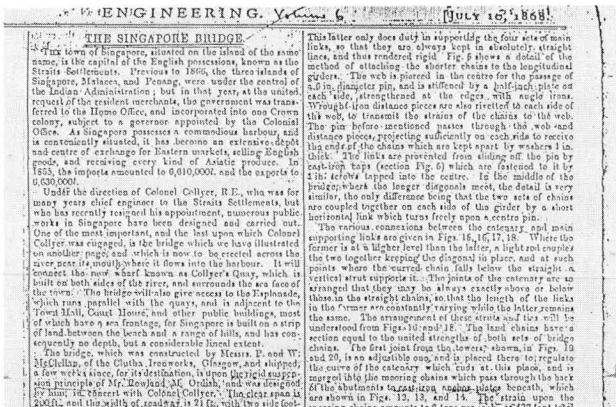 ENGINEERING. Volume 6
[JULY 10, 1868.
THE SINGAPORE BRIDGE.
THE town of Singapore, situated on the island of the same
name, is the capital of the English possessions, known as the
Straits Settlements. Previous to 1866, the three islands of
Singapore, Malacca, and Penang, were under the control of
the Indian Administration; but in that year, at the united
request of the resident merchants, the government was trans-
ferred to the Home Office, and incorporated into one Crown
colony, subject to a governor appointed by the Colonial
Office. As Singapore possesses a commodious harbour, and
is conveniently situated, it has become an extensive depôt
and centre of exchange for Eastern markets, selling English
goods, and receiving every kind of Asiatic produce. In
the imports amounted to 6,610,000l. and the exports to
6,630,000l.
Under the direction of Colonel Collyer, R.E., who was for
many years chief engineer to the Straits Settlements, but
who has recently resigned his appointment, numerous public
works in Singapore have been designed and carried out.
One of the most important, and the last upon which Colonel
Collyer was engaged, is the bridge which we have illustrated
on another page, and which is now to be erected across the
river near its mouth, where it flows into the harbour. It will
connect the new wharf known as Collyer's Quay, which is
built on both sides of the river, and surrounds the sea face of
the town. The bridge will also give access to the Esplanade,
which runs parallel with the quays, and is adjacent to the
Town Hall, Court House, and other public buildings, most
of which have a sea frontage, for Singapore is built on a strip
of land between the beach and a range of hills, and has con-
sequently no depth, but a considerable lineal extent.
The bridge, which was constructed by Messrs. P. and W.
McClellan, of the Clutha Ironworks, Glasgow, and shipped
a few weeks since, for its destination, is upon the rigid suspen-
sion principle of Mr. Rowland M. Ordish, and was designed
by him in concert with Colonel Collyer. The clear span is
200 ft., and the width of roadway is 21 ft., with two side foot-
This latter only does duty in supporting the four sets of main
links, so that they are always kept in absolutely straight
lines, and thus rendered rigid. Fig. 5 shows a detail of the
method of attaching the shorter chains to the longitudinal
girders. The web is pierced in the centre for the passage of
a 6 in. diameter pin, and is stiffened by a half-inch plate on
each side, strengthened at the edges with angle irons.
Wrought-iron distance pieces are also rivetted to each side of
the web, to transmit the strains of the chains to the web.
The pin before mentioned passes through the web and
distance pieces, projecting sufficiently on each side to receive
the ends of the chains which are kept apart by washers 1 in.
thick. The links are prevented from sliding off the pin by
cast-iron caps (section Fig. 6) which are fastened to it by
screws tapped into the centre. In the middle of the
bridge, where the longer diagonals meet, the detail is very
similar, the only difference being that the two sets of chains
are coupled together on each side of the girder by a short
horizontal link which turns freely upon a centre pin.
The various connexions between the catenary and main
supporting links are given in Figs. 15, 16, 17, 18. Where the
former is at a higher level than the latter, a light rod couples
the two together keeping the diagonal in place, and at such
points where the curved chain falls below the straight a
vertical strut supports it. The joints of the catenary are so
arranged that they may be always exactly above or below
those in the straight chains, so that the length of the links
in the former are constantly varying while the latter remain
the same. The arrangement of these struts and ties will be
understood from Figs. 16 and 18. The land chains have a
section equal to the united strengths of both sets of bridge
chains. The first joint from the towers, shown in Figs. 19
and 20, is an adjustable one, and is placed there to regulate
the curve of the catenary which ends at this place, and is
merged into the mooring chains which pass through the back
of the abutments to cast-iron anchor plates beneath, which
are shown in Figs. 12, 13, and 14. The strain upon the